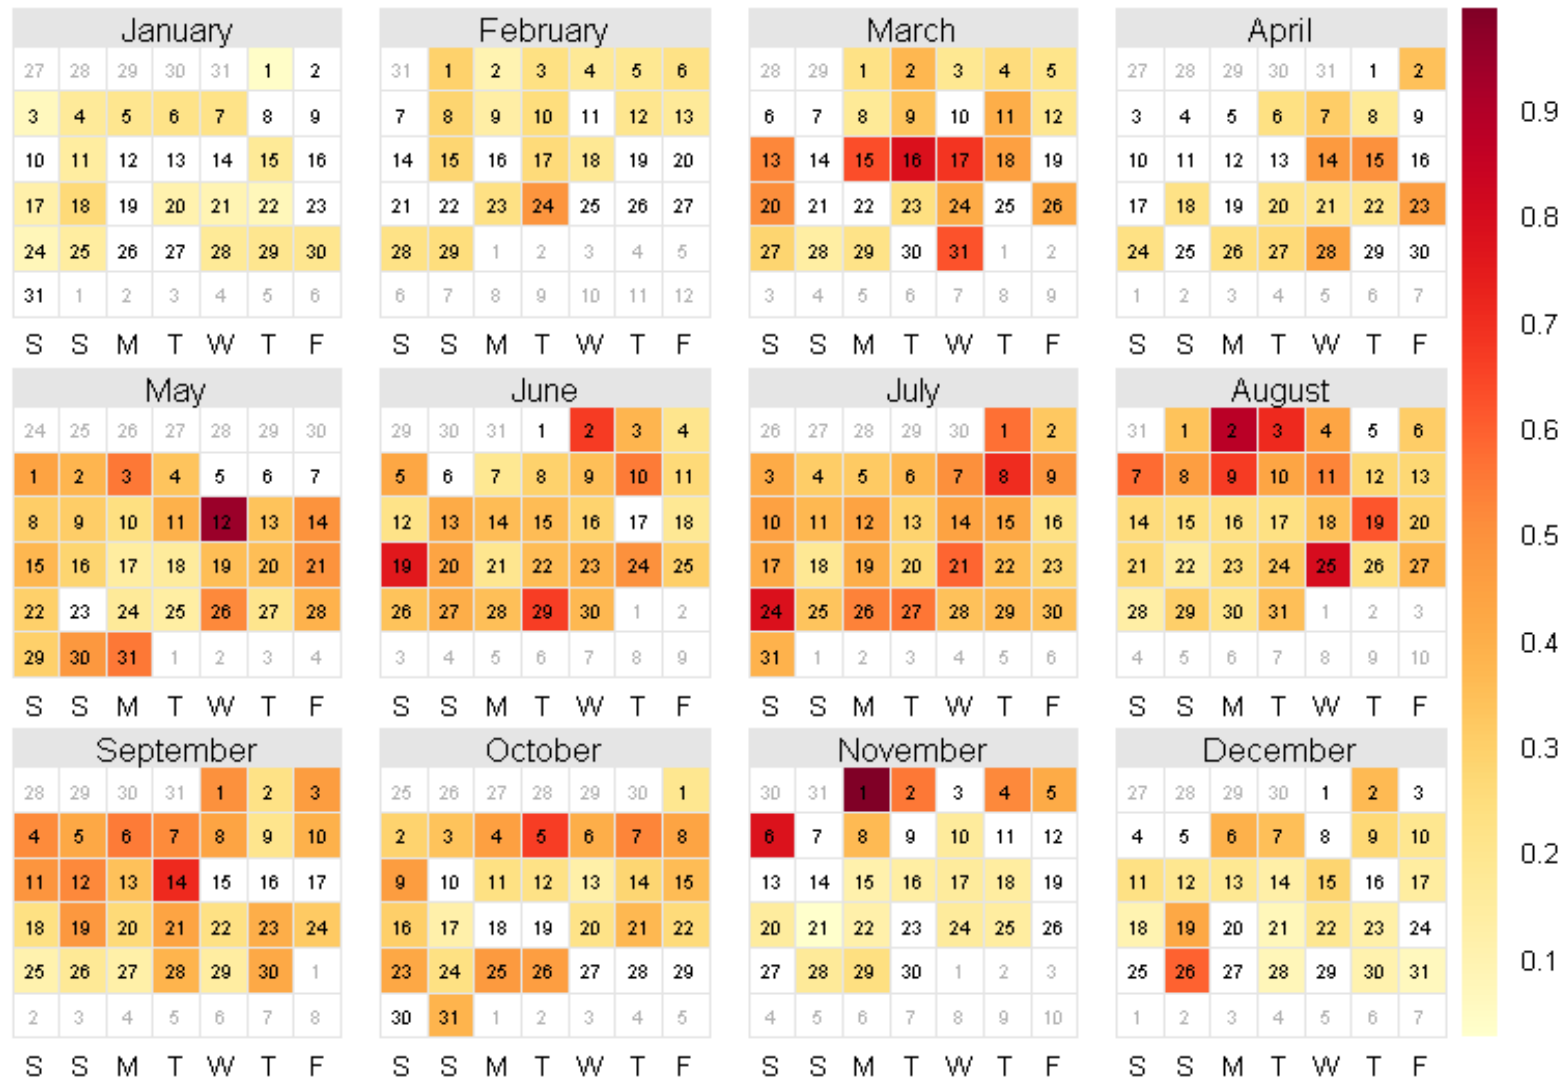 January February March April
27 28 29 30 31 1 2 31 1 2 3 4 5 6 28 29 1 2 3 4 5 27 28 29 30 31 1 2
3 4 5 6 7 8 9 7 8 9 10 11 12 13 6 7 8 9 10 11 12 3 4 5 6 7 8 9 0.9
10 11 12 13 14 15 16 14 15 16 17 18 19 20 13 14 15 16 17 18 19 10 11 12 13 14 15 16
17 18 19 20 21 22 23 21 22 23 24 25 26 27 20 21 22 23 24 25 26 17 18 19 20 21 22 23 0.8
24 25 26 27 28 29 30 28 29 1 2 3 4 5 27 28 29 30 31 1 2 24 25 26 27 28 29 30
31 1 2 3 4 5 6 6 7 8 9 10 11 12 3 4 5 6 7 8 9 1 2 3 4 5 6 7 0.7
S S M T W T F S S M T W T F S S M T W T F S S M T W T F
May June July August
24 25 26 27 28 29 30 29 30 31 1 2 3 4 26 27 28 29 30 1 2 31 1 2 3 4 5 6 0.6
1 2 3 4 5 6 7 5 6 7 8 9 10 11 3 4 5 6 7 8 9 7 8 9 10 11 12 13
8 9 10 11 12 13 14 12 13 14 15 16 17 18 10 11 12 13 14 15 16 14 15 16 17 18 19 20 0.5
15 16 17 18 19 20 21 19 20 21 22 23 24 25 17 18 19 20 21 22 23 21 22 23 24 25 26 27
22 23 24 25 26 27 28 26 27 28 29 30 1 2 24 25 26 27 28 29 30 28 29 30 31 1 2 3
29 30 31 1 2 3 4 3 4 5 6 7 8 9 31 1 2 3 4 5 6 4 5 6 7 8 9 10 0.4
S S M T W T F S S M T W T F S S M T W T F S S M T W T F
September October November December 0.3
28 29 30 31 1 2 3 25 26 27 28 29 30 1 30 31 1 2 3 4 5 27 28 29 30 1 2 3
4 5 6 7 8 9 10 2 3 4 5 6 7 8 6 7 8 9 10 11 12 4 5 6 7 8 9 10 0.2
11 12 13 14 15 16 17 9 10 11 12 13 14 15 13 14 15 16 17 18 19 11 12 13 14 15 16 17
18 19 20 21 22 23 24 16 17 18 19 20 21 22 20 21 22 23 24 25 26 18 19 20 21 22 23 24
25 26 27 28 29 30 1 23 24 25 26 27 28 29 27 28 29 30 1 2 3 25 26 27 28 29 30 31 0.1
2 3 4 5 6 7 8 30 31 1 2 3 4 5 4 5 6 7 8 9 10 1 2 3 4 5 6 7
S S M T W T F S S M T W T F S S M T W T F S S M T W T F